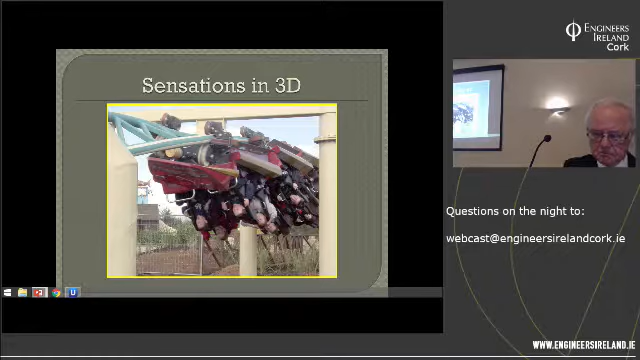 Sensations in 3D
ENGINEERS
IRELAND
Cork
Questions on the night to:
webcast@engineersirelandcork.ie
WWW.ENGINEERSIRELAND.IE